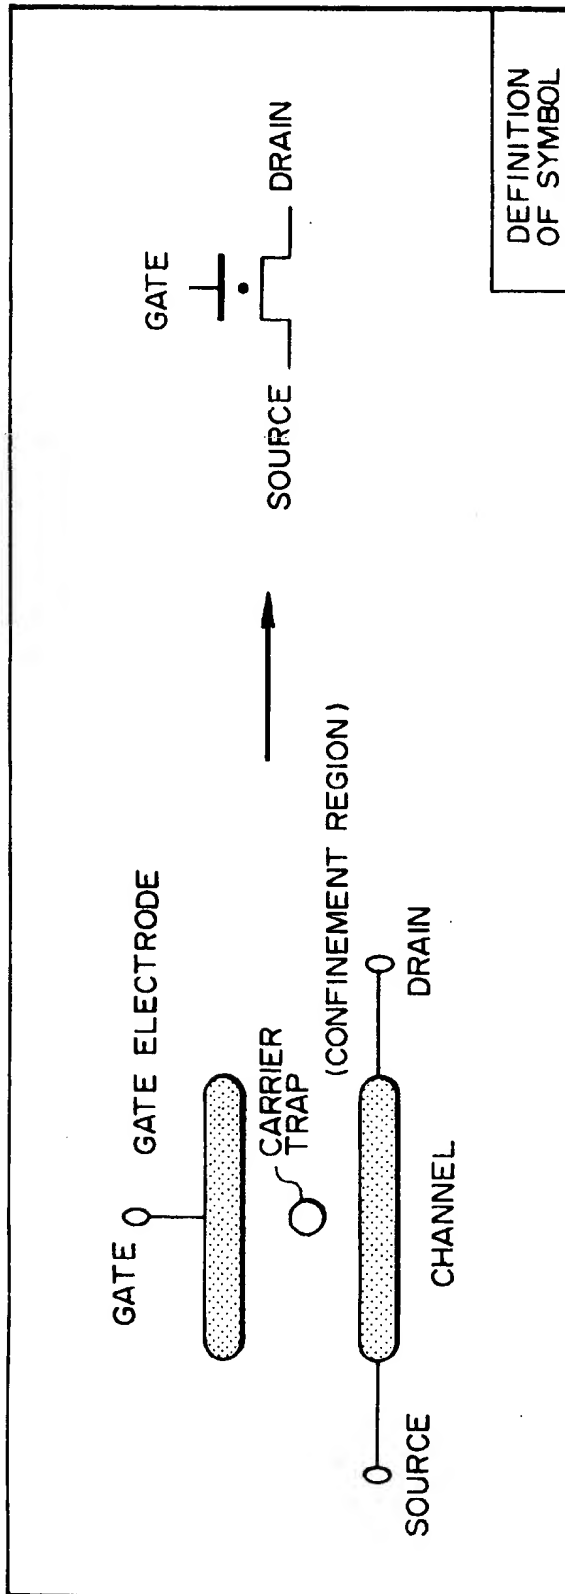 GATE
GATE ELECTRODE
CARRIER
TRAP
(CONFINEMENT REGION)
SOURCE
DRAIN
CHANNEL
GATE
SOURCE
DRAIN
DEFINITION
OF SYMBOL